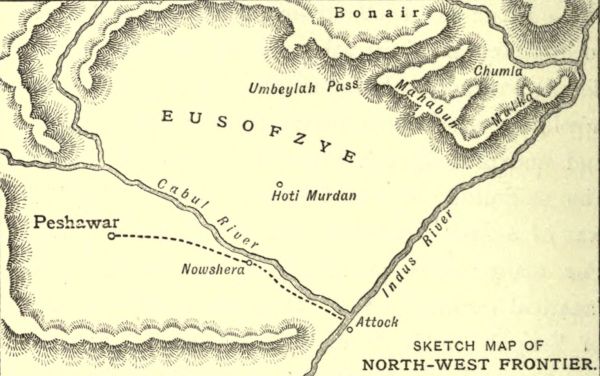 Bonair
Chumla
Umbeylah Pass
Mahabun
Mulka
EUSOFZYE
Hoti Murdan
Cabul River
Peshawar
Indus River
Nowshera
Attock
SKETCH MAP OF
NORTH-WEST FRONTIER.